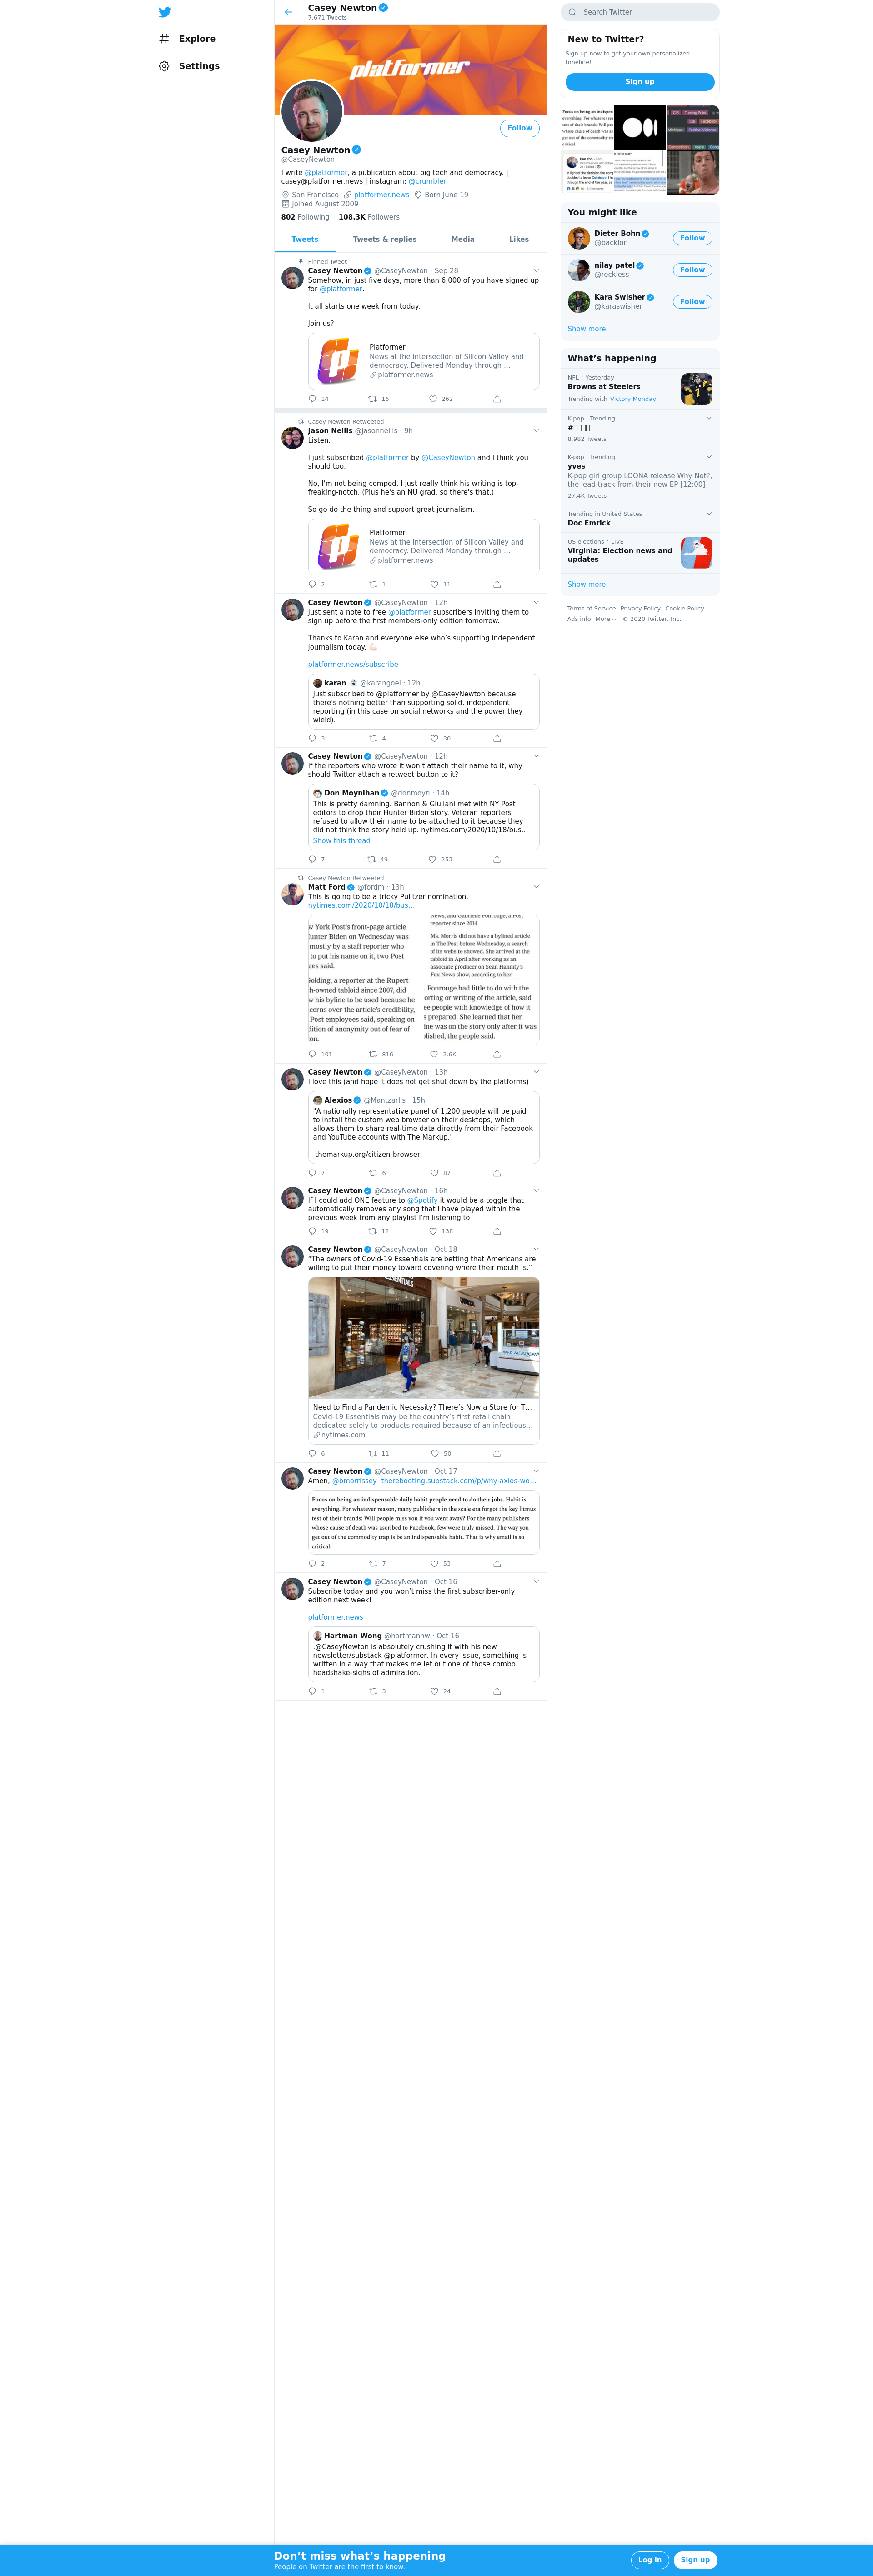 Explore
Settings
Casey Newton
7,671 Tweets
platformer
Follow
Casey Newton
@CaseyNewton
I write @platformer, a publication about big tech and democracy. |
casey@platformer.news | instagram: @crumbler
San Francisco platformer.news Born June 19
Joined August 2009
802 Following 108.3K Followers
Tweets Tweets & replies Media Likes
Pinned Tweet
Casey Newton @CaseyNewton · Sep 28
Somehow, in just five days, more than 6,000 of you have signed up
for @platformer.
It all starts one week from today.
Join us?
Platformer
News at the intersection of Silicon Valley and
democracy. Delivered Monday through ...
platformer.news
14 16 262
Casey Newton Retweeted
Jason Nellis @jasonnellis · 9h
Listen.
I just subscribed @platformer by @CaseyNewton and I think you
should too.
No, I'm not being comped. I just really think his writing is top-
freaking-notch. (Plus he's an NU grad, so there's that.)
So go do the thing and support great journalism.
Platformer
News at the intersection of Silicon Valley and
democracy. Delivered Monday through ...
platformer.news
2 1 11
Casey Newton @CaseyNewton · 12h
Just sent a note to free @platformer subscribers inviting them to
sign up before the first members-only edition tomorrow.
Thanks to Karan and everyone else who's supporting independent
journalism today. 💪🏻
platformer.news/subscribe
karan @karangoel · 12h
Just subscribed to @platformer by @CaseyNewton because
there's nothing better than supporting solid, independent
reporting (in this case on social networks and the power they
wield).
3 4 30
Casey Newton @CaseyNewton · 12h
If the reporters who wrote it won't attach their name to it, why
should Twitter attach a retweet button to it?
Don Moynihan @donmoyn · 14h
This is pretty damning. Bannon & Giuliani met with NY Post
editors to drop their Hunter Biden story. Veteran reporters
refused to allow their name to be attached to it because they
did not think the story held up. nytimes.com/2020/10/18/bus...
Show this thread
7 49 253
Casey Newton Retweeted
Matt Ford @fordm · 13h
This is going to be a tricky Pulitzer nomination.
nytimes.com/2020/10/18/bus...
w York Post's front-page article
Hunter Biden on Wednesday was
mostly by a staff reporter who
to put his name on it, two Post
ees said.
Golding, a reporter at the Rupert
h-owned tabloid since 2007, did
w his byline to be used because he
cerns over the article's credibility,
Post employees said, speaking on
dition of anonymity out of fear of
ion.
News, and Gabrielle Fonrouge, a Post
reporter since 2014.
Ms. Morris did not have a bylined article
in The Post before Wednesday, a search
of its website showed. She arrived at the
tabloid in April after working as an
associate producer on Sean Hannity's
Fox News show, according to her
. Fonrouge had little to do with the
orting or writing of the article, said
ee people with knowledge of how it
s prepared. She learned that her
ine was on the story only after it was
olished, the people said.
101 816 2.6K
Casey Newton @CaseyNewton · 13h
I love this (and hope it does not get shut down by the platforms)
Alexios @Mantzarlis · 15h
"A nationally representative panel of 1,200 people will be paid
to install the custom web browser on their desktops, which
allows them to share real-time data directly from their Facebook
and YouTube accounts with The Markup."
themarkup.org/citizen-browser
7 6 87
Casey Newton @CaseyNewton · 16h
If I could add ONE feature to @Spotify it would be a toggle that
automatically removes any song that I have played within the
previous week from any playlist I'm listening to
19 12 138
Casey Newton @CaseyNewton · Oct 18
"The owners of Covid-19 Essentials are betting that Americans are
willing to put their money toward covering where their mouth is."
Need to Find a Pandemic Necessity? There's Now a Store for T...
Covid-19 Essentials may be the country's first retail chain
dedicated solely to products required because of an infectious...
nytimes.com
6 11 50
Casey Newton @CaseyNewton · Oct 17
Amen, @bmorrissey therebooting.substack.com/p/why-axios-wo...
Focus on being an indispensable daily habit people need to do their jobs. Habit is
everything. For whatever reason, many publishers in the scale era forget the key litmus
test of their brands: Will people miss you if you went away? For the many publishers
whose cause of death was ascribed to Facebook, few were truly missed. The way you
get out of the commodity trap is be an indispensable habit. That is why email is so
critical.
2 7 53
Casey Newton @CaseyNewton · Oct 16
Subscribe today and you won't miss the first subscriber-only
edition next week!
platformer.news
Hartman Wong @hartmanhw · Oct 16
.@CaseyNewton is absolutely crushing it with his new
newsletter/substack @platformer. In every issue, something is
written in a way that makes me let out one of those combo
headshake-sighs of admiration.
1 3 24
Search Twitter
New to Twitter?
Sign up now to get your own personalized
timeline!
Sign up
You might like
Dieter Bohn
@backlon
Follow
nilay patel
@reckless
Follow
Kara Swisher
@karaswisher
Follow
Show more
What's happening
NFL · Yesterday
Browns at Steelers
Trending with Victory Monday
K-pop · Trending
#
8,982 Tweets
K-pop · Trending
yves
K-pop girl group LOONA release Why Not?,
the lead track from their new EP [12:00]
27.4K Tweets
Trending in United States
Doc Emrick
US elections · LIVE
Virginia: Election news and
updates
Show more
Terms of Service Privacy Policy Cookie Policy
Ads info More © 2020 Twitter, Inc.
Don't miss what's happening
People on Twitter are the first to know.
Log in
Sign up